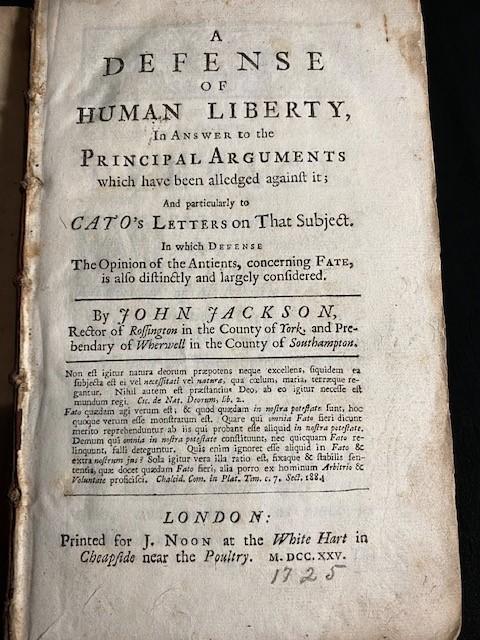 A
DEFENSE
OF
HUMAN LIBERTY,
In ANSWER to the
PRINCIPAL ARGUMENTS
which have been alledged againſt it;
And particularly to
CATO'S LETTERS on That Subject.
In which DEFENSE
The Opinion of the Antients, concerning FATE,
is alſo diſtinctly and largely conſidered.
By JOHN JACKSON,
Rector of Roſſington in the County of York, and Pre-
bendary of Wherwell in the County of Southampton.
Non eſt igitur natura deorum præpotens neque excellens, ſiquidem ea
ſubjecta eſt ei vel neceſſitati vel naturæ, qua cœlum, maria, terræque re-
gantur. Nihil autem eſt præſtantius Deo, ab eo igitur neceſſe eſt
mundum regi. Cic. de Nat. Deorum, lib. 2.
Fato quædam agi verum eſt; & quod quædam in noſtra poteſtate ſunt, hoc
quoque verum eſſe monſtratum eſt. Quare qui omnia Fato fieri dicunt
merito reprehenduntur ab iis qui probant eſſe aliquid in noſtra poteſtate.
Demum qui omnia in noſtra poteſtate conſtituunt, nec quicquam Fato re-
linquunt, falli deteguntur. Quis enim ignoret eſſe aliquid in Fato &
extra noſtrum jus? Sola igitur vera illa ratio eſt, fixaque & ſtabilis ſen-
tentia, quæ docet quædam Fato fieri, alia porro ex hominum Arbitrio &
Voluntate proficiſci. Chalcid. Com. in Plat. Tim. c. 7. Sect. 188.
LONDON:
Printed for J. NOON at the White Hart in
Cheapſide near the Poultry. M.DCC.XXV.
1725